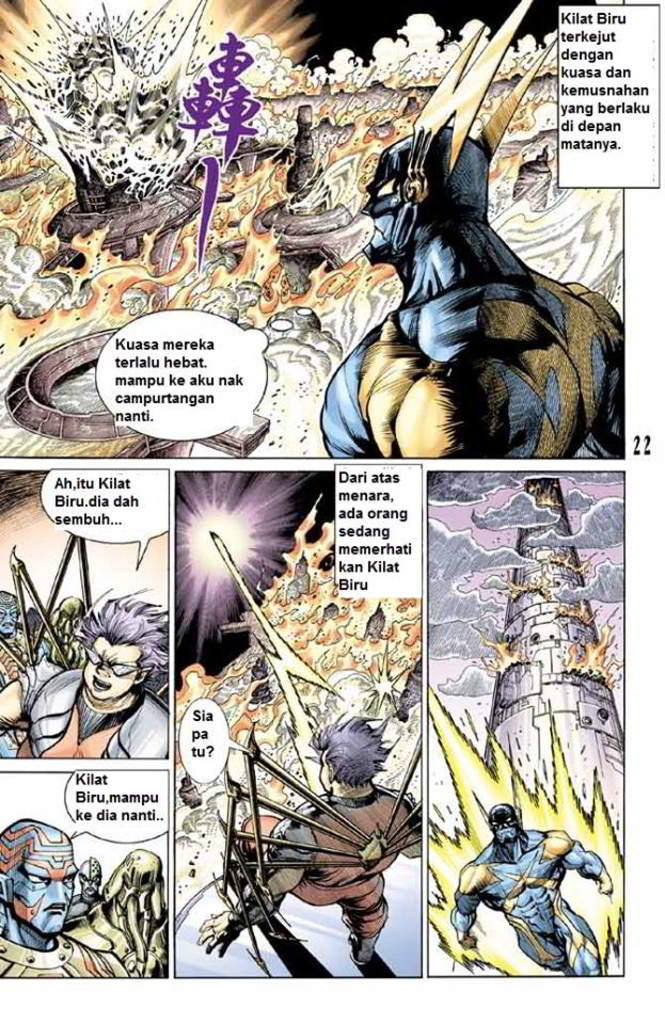 Kilat Biru
terkejut
dengan
kuasa dan
kemusnahan
yang berlaku
di depan
matanya.
轟
Kuasa mereka
terlalu hebat.
mampu ke aku nak
campurtangan
nanti.
22
Ah,itu Kilat
Biru.dia dah
sembuh...
Dari atas
menara,
ada orang
sedang
memerhati
kan Kilat
Biru
Sia
pa
tu?
Kilat
Biru,mampu
ke dia nanti..